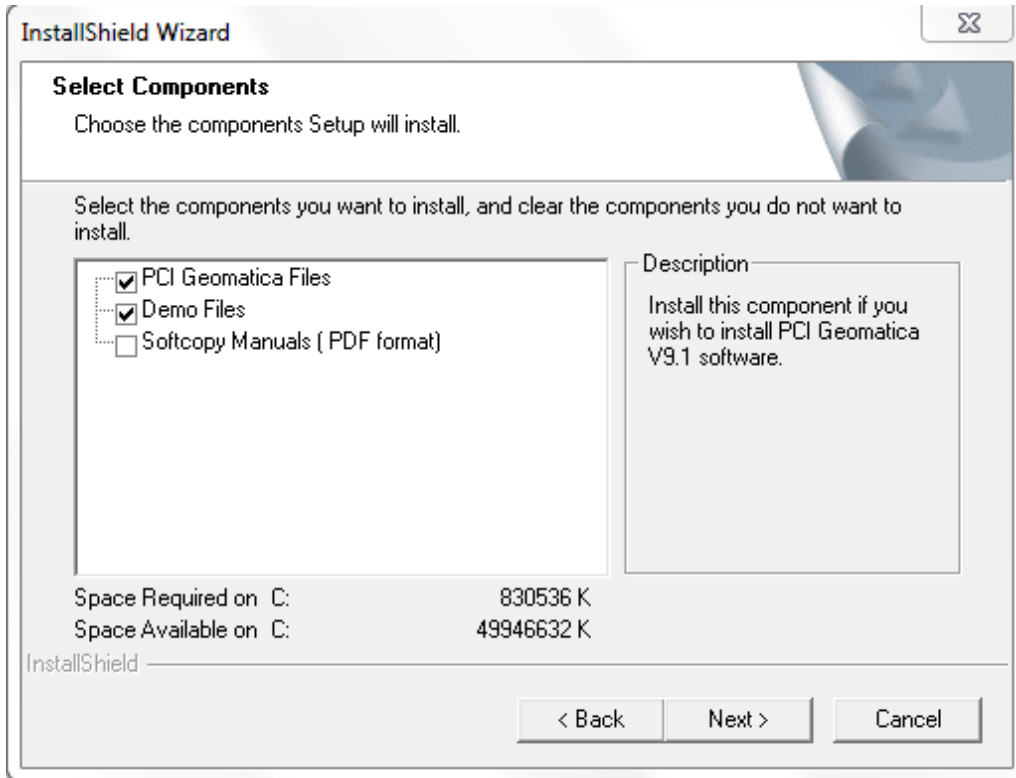 InstallShield Wizard
Select Components
Choose the components Setup will install.
Select the components you want to install, and clear the components you do not want to
install.
PCI Geomatica Files
Demo Files
Softcopy Manuals ( PDF format)
Description
Install this component if you
wish to install PCI Geomatica
V9.1 software.
Space Required on C: 830536 K
Space Available on C: 49946632 K
InstallShield
< Back Next > Cancel